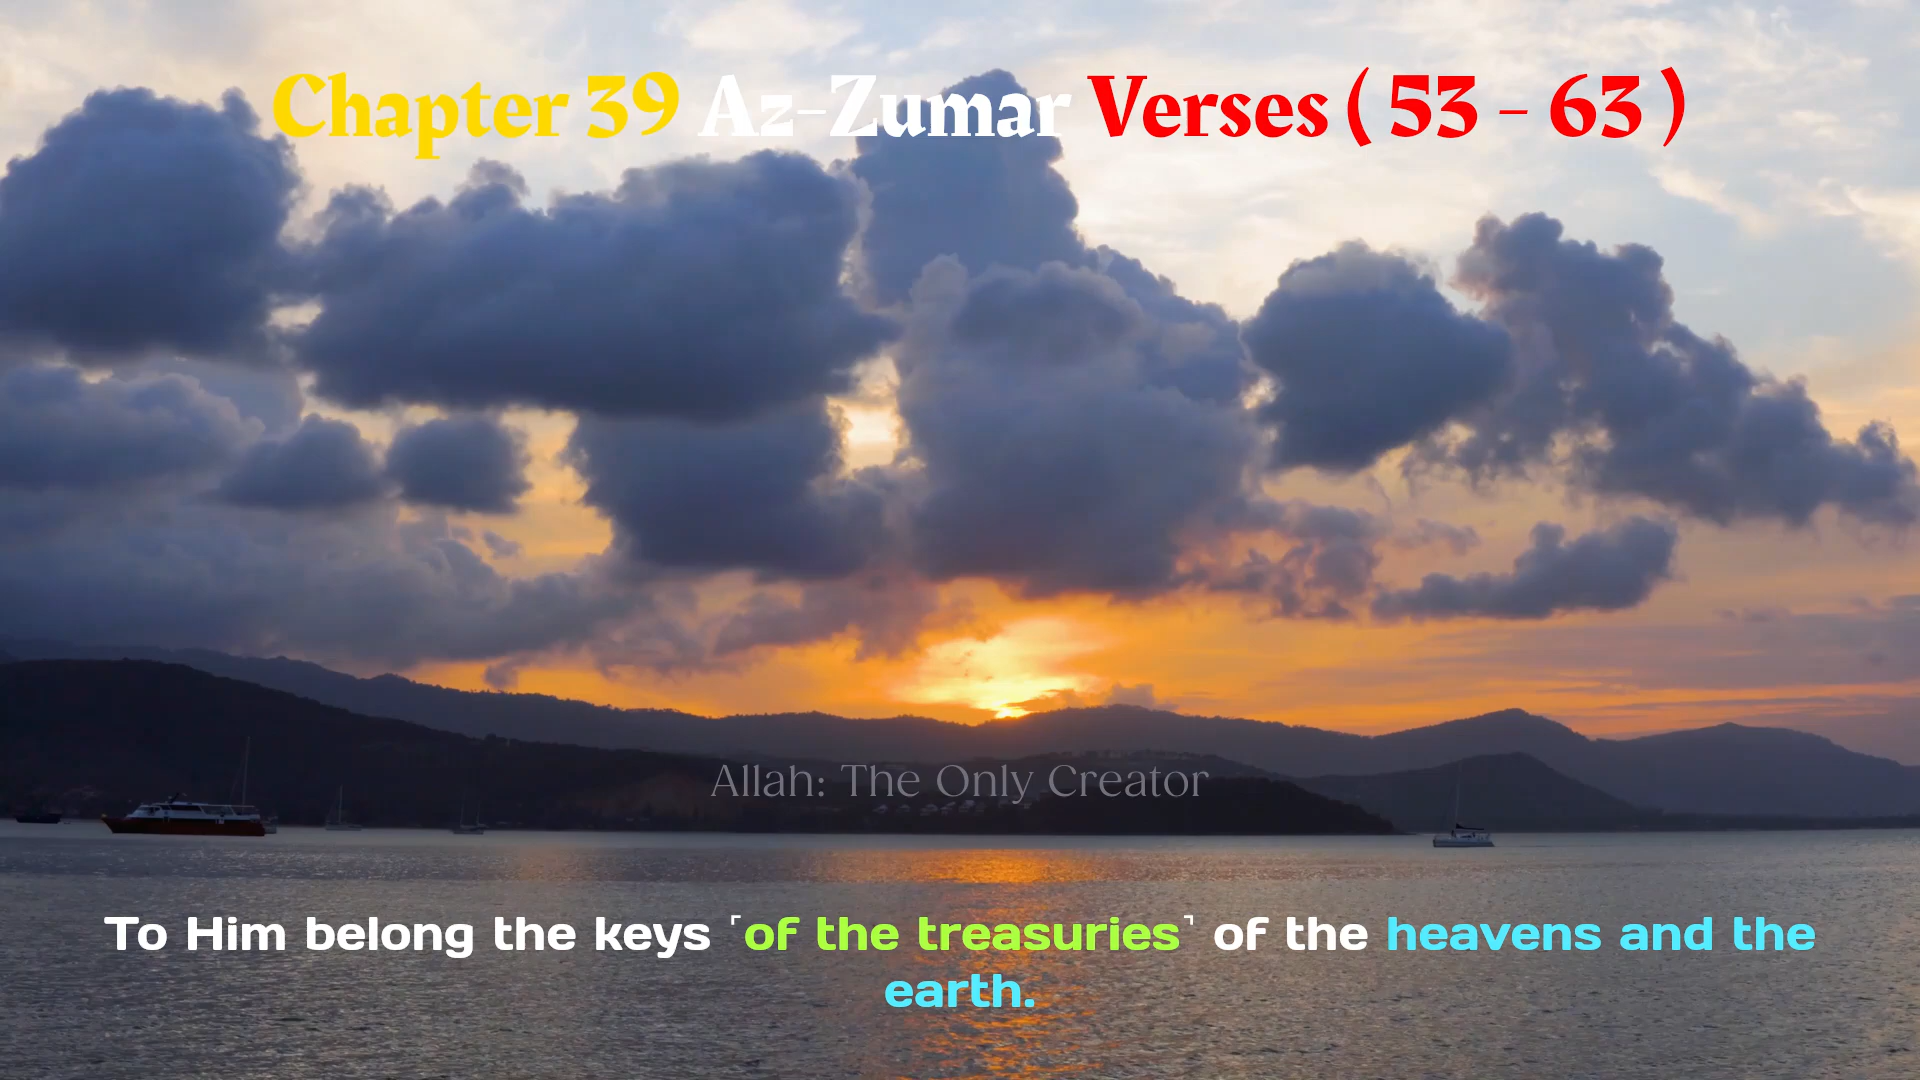 Chapter 39 Az-Zumar Verses ( 53 - 63 )
Allah: The Only Creator
To Him belong the keys ˹of the treasuries˺ of the heavens and the
earth.